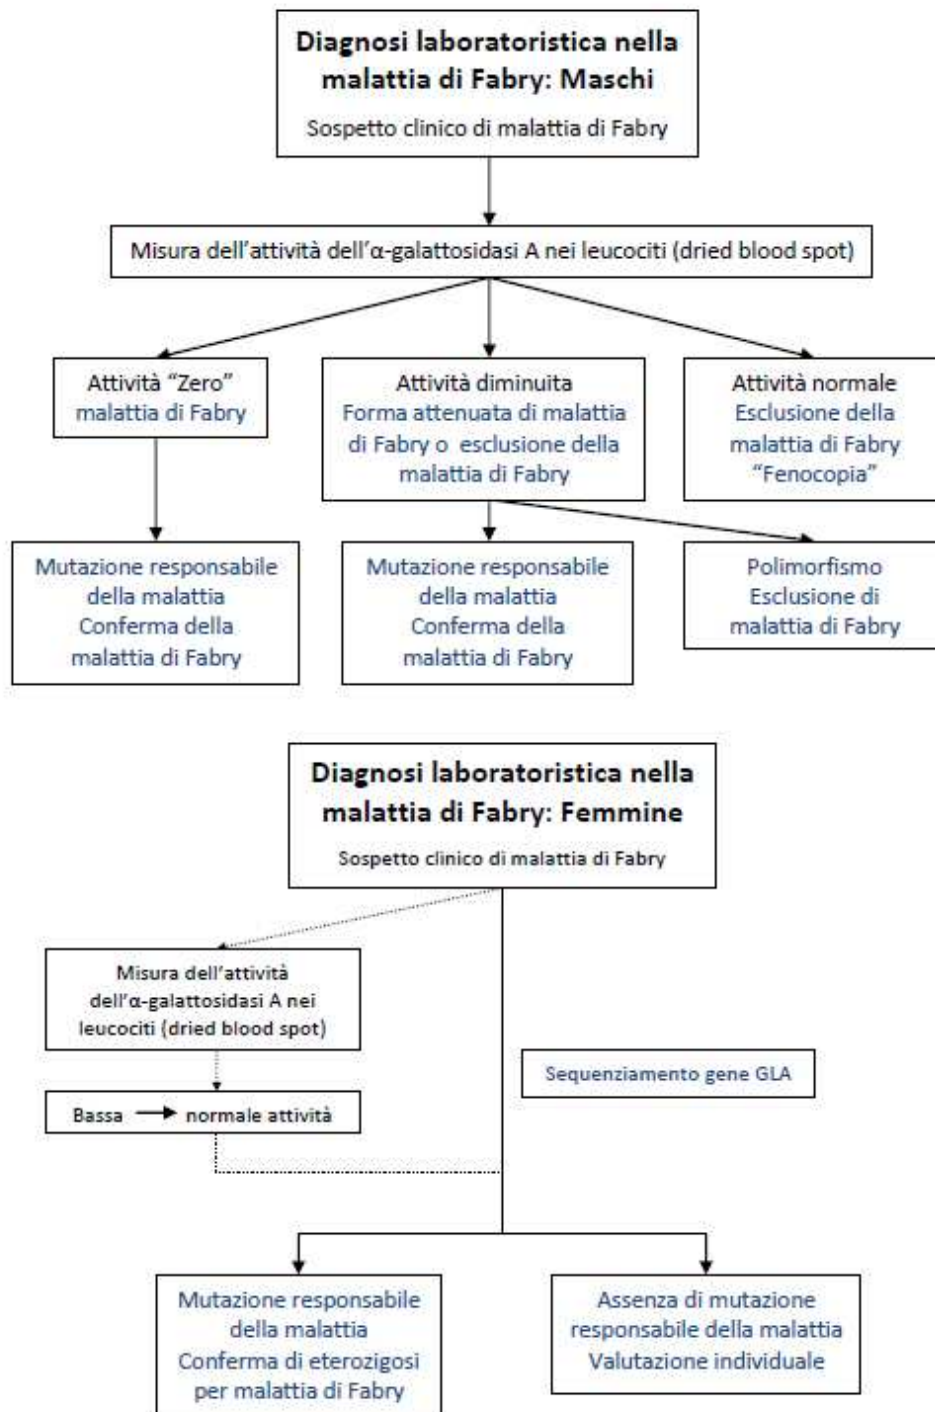 Diagnosi laboratoristica nella
malattia di Fabry: Maschi
Sospetto clinico di malattia di Fabry
Misura dell'attività dell'α-galattosidasi A nei leucociti (dried blood spot)
Attività "Zero"
malattia di Fabry
Attività diminuita
Forma attenuata di malattia
di Fabry o esclusione della
malattia di Fabry
Attività normale
Esclusione della
malattia di Fabry
"Fenocopia"
Mutazione responsabile
della malattia
Conferma della
malattia di Fabry
Mutazione responsabile
della malattia
Conferma della
malattia di Fabry
Polimorfismo
Esclusione di
malattia di Fabry
Diagnosi laboratoristica nella
malattia di Fabry: Femmine
Sospetto clinico di malattia di Fabry
Misura dell'attività
dell'α-galattosidasi A nei
leucociti (dried blood spot)
Sequenziamento gene GLA
Bassa → normale attività
Mutazione responsabile
della malattia
Conferma di eterozigosi
per malattia di Fabry
Assenza di mutazione
responsabile della malattia
Valutazione individuale